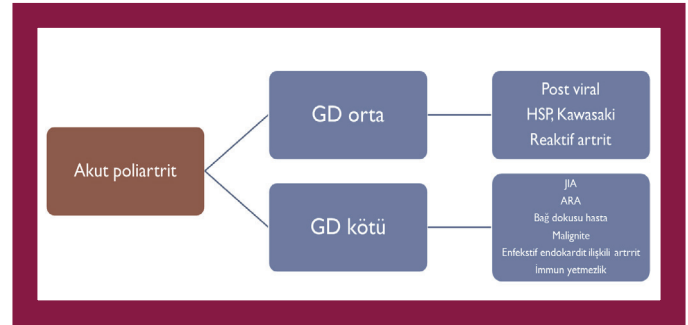 Akut poliartrit
GD orta
Post viral
HSP, Kawasaki
Reaktif artrit
GD kötü
JIA
ARA
Bağ dokusu hasta
Malignite
Enfekstif endokardit ilişkili artrrit
İmmun yetmezlik